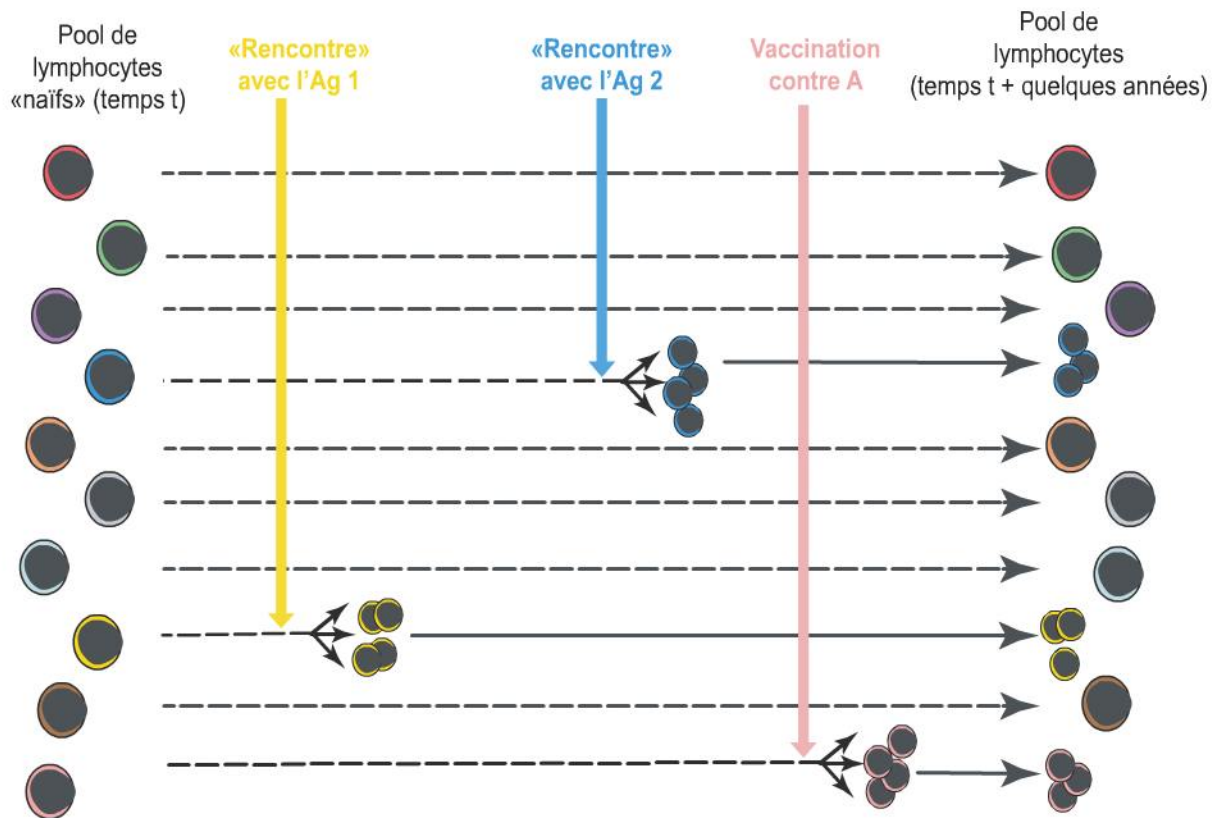 Pool de
lymphocytes
«naïfs» (temps t)
«Rencontre»
avec l'Ag 1
«Rencontre»
avec l'Ag 2
Vaccination
contre A
Pool de
lymphocytes
(temps t + quelques années)